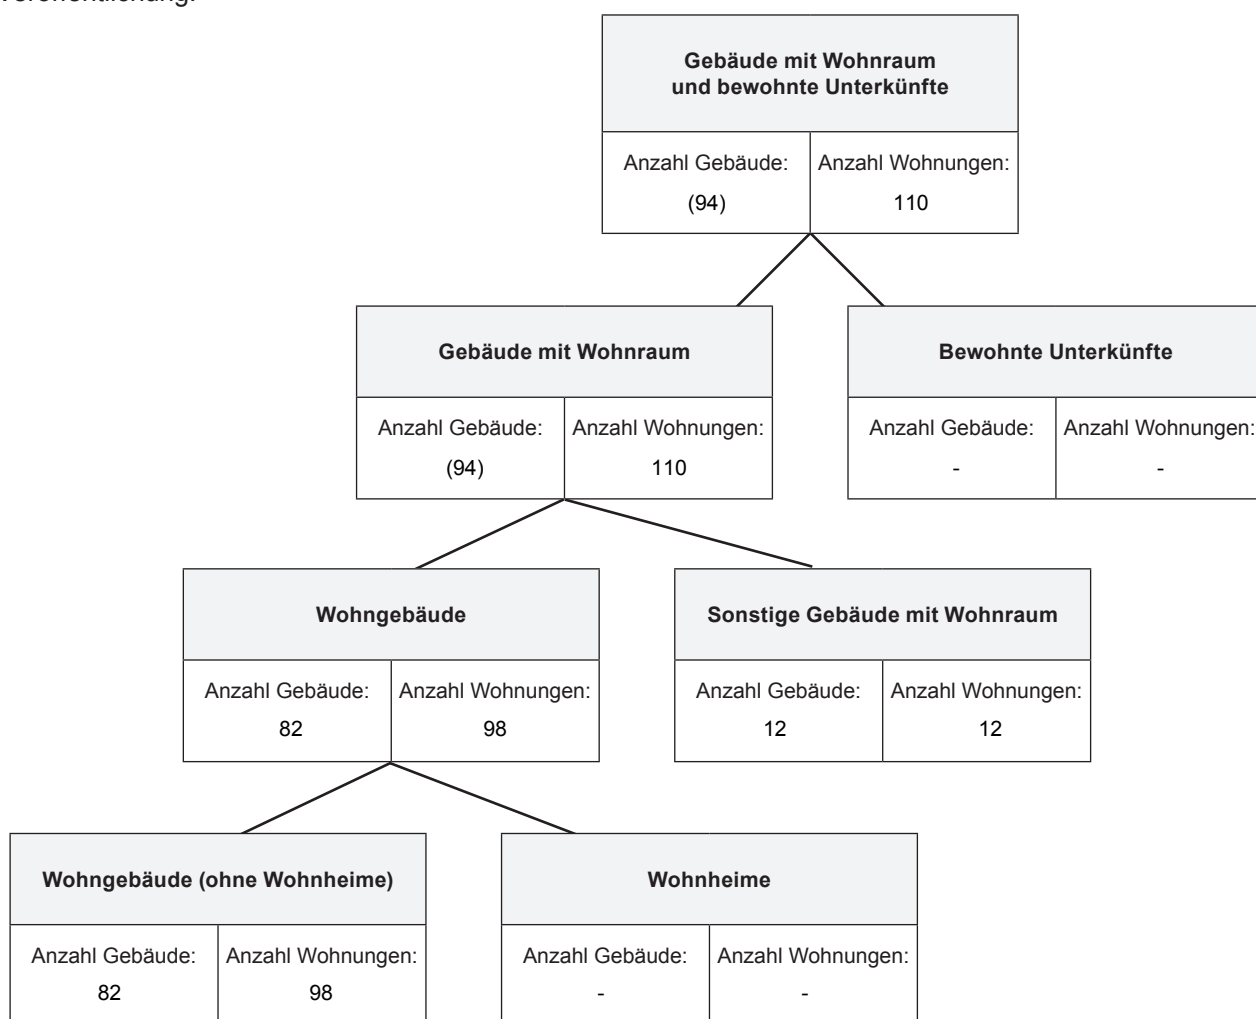 Veröffentlichung.
Gebäude mit Wohnraum
und bewohnte Unterkünfte
Anzahl Gebäude: Anzahl Wohnungen:
(94) 110
Gebäude mit Wohnraum
Bewohnte Unterkünfte
Anzahl Gebäude: Anzahl Wohnungen:
(94) 110
Anzahl Gebäude: Anzahl Wohnungen:
- -
Wohngebäude
Sonstige Gebäude mit Wohnraum
Anzahl Gebäude: Anzahl Wohnungen:
82 98
Anzahl Gebäude: Anzahl Wohnungen:
12 12
Wohngebäude (ohne Wohnheime)
Wohnheime
Anzahl Gebäude: Anzahl Wohnungen:
82 98
Anzahl Gebäude: Anzahl Wohnungen:
- -